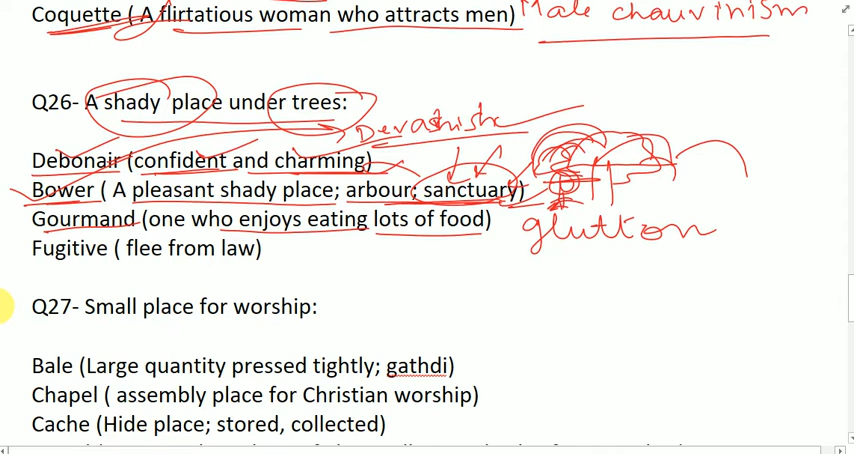 Coquette ( A flirtatious woman who attracts men) Male chauvinism
Q26- A shady place under trees:
Devashish
Debonair (confident and charming)
Bower ( A pleasant shady place; arbour; sanctuary)
Gourmand (one who enjoys eating lots of food) glutton
Fugitive ( flee from law)
Q27- Small place for worship:
Bale (Large quantity pressed tightly; gathdi)
Chapel ( assembly place for Christian worship)
Cache (Hide place; stored, collected)